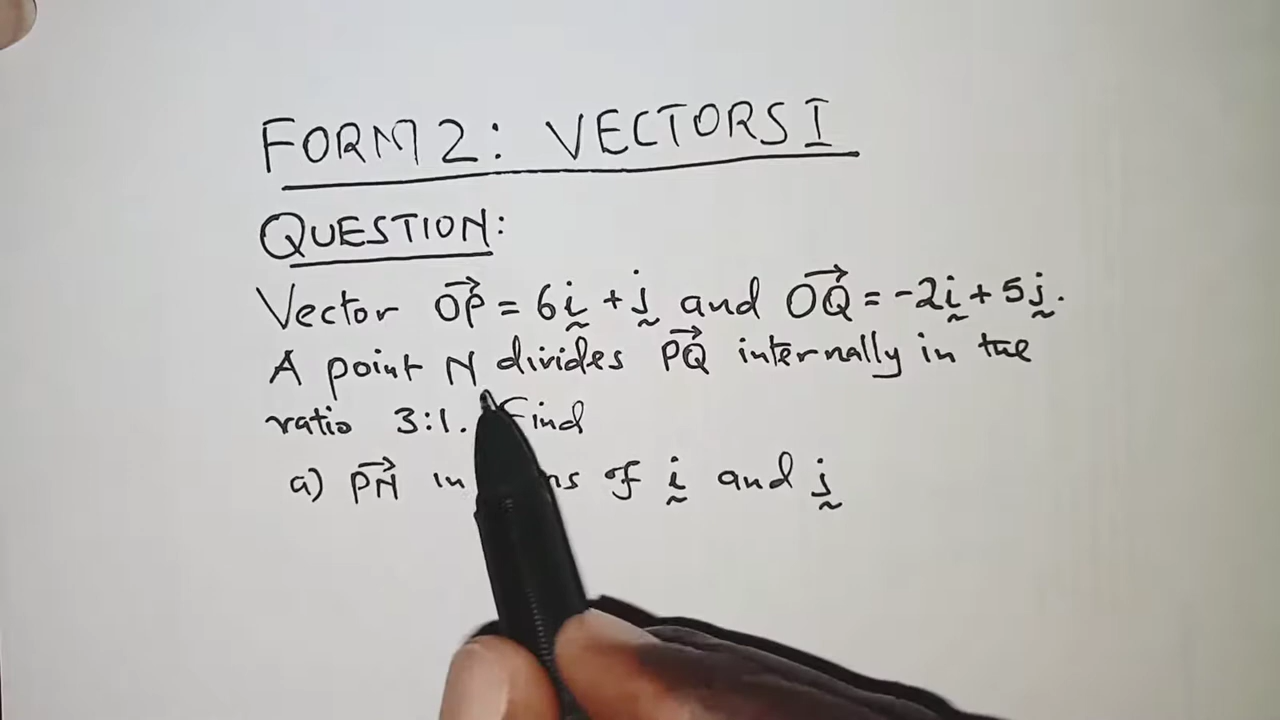 FORM 2: VECTORS I
QUESTION:
Vector OP⃗ = 6i + j and OQ⃗ = -2i + 5j.
A point N divides PQ⃗ internally in the
ratio 3:1. Find
a) PN⃗ in of i and j